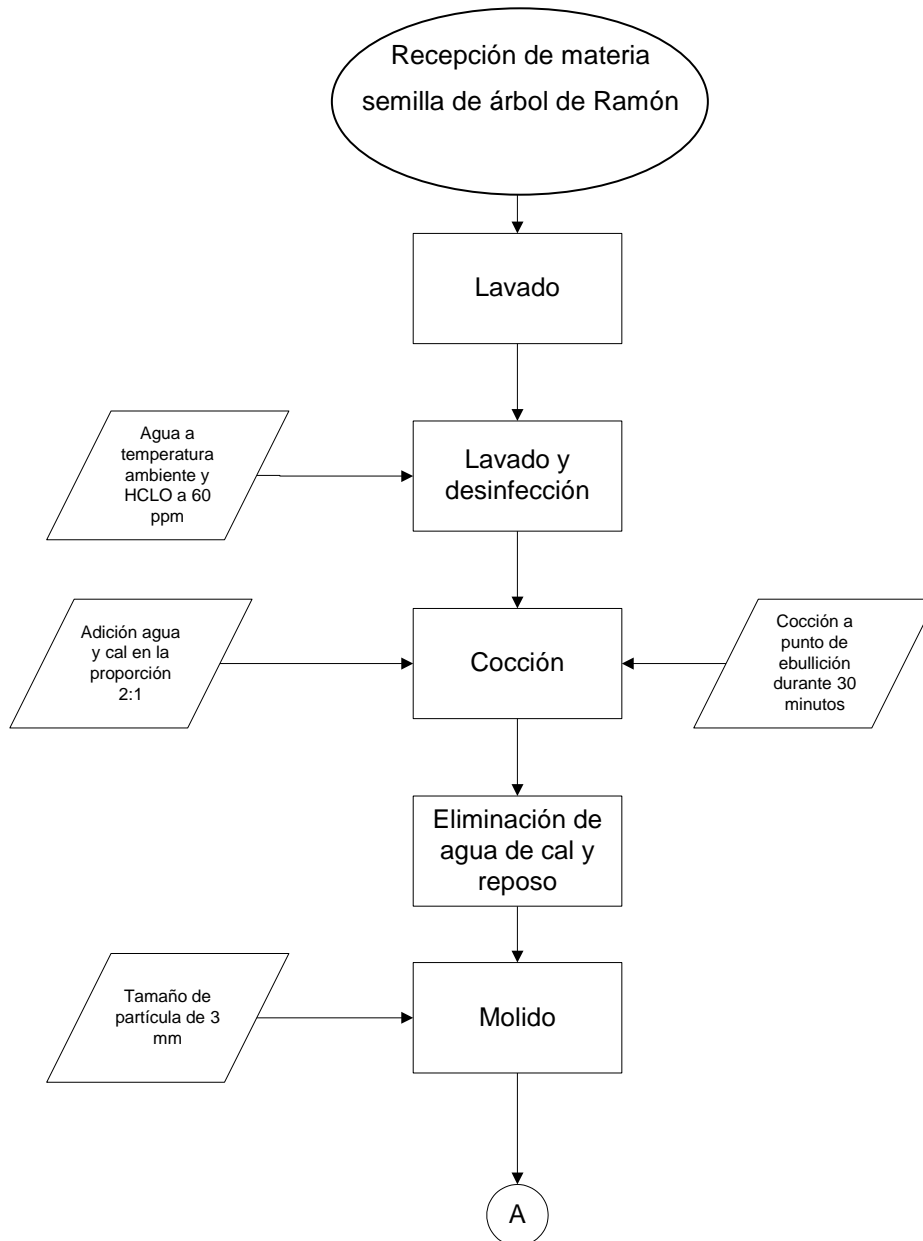 Recepción de materia
semilla de árbol de Ramón
Lavado
Agua a
temperatura
ambiente y
HCLO a 60
ppm
Lavado y
desinfección
Adición agua
y cal en la
proporción
2:1
Cocción
Cocción a
punto de
ebullición
durante 30
minutos
Eliminación de
agua de cal y
reposo
Tamaño de
partícula de 3
mm
Molido
A